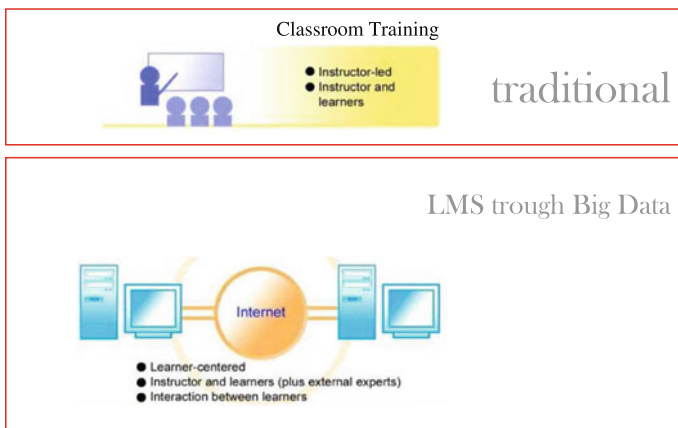 Classroom Training
● Instructor-led
● Instructor and
learners
traditional
LMS trough Big Data
Internet
● Learner-centered
● Instructor and learners (plus external experts)
● Interaction between learners